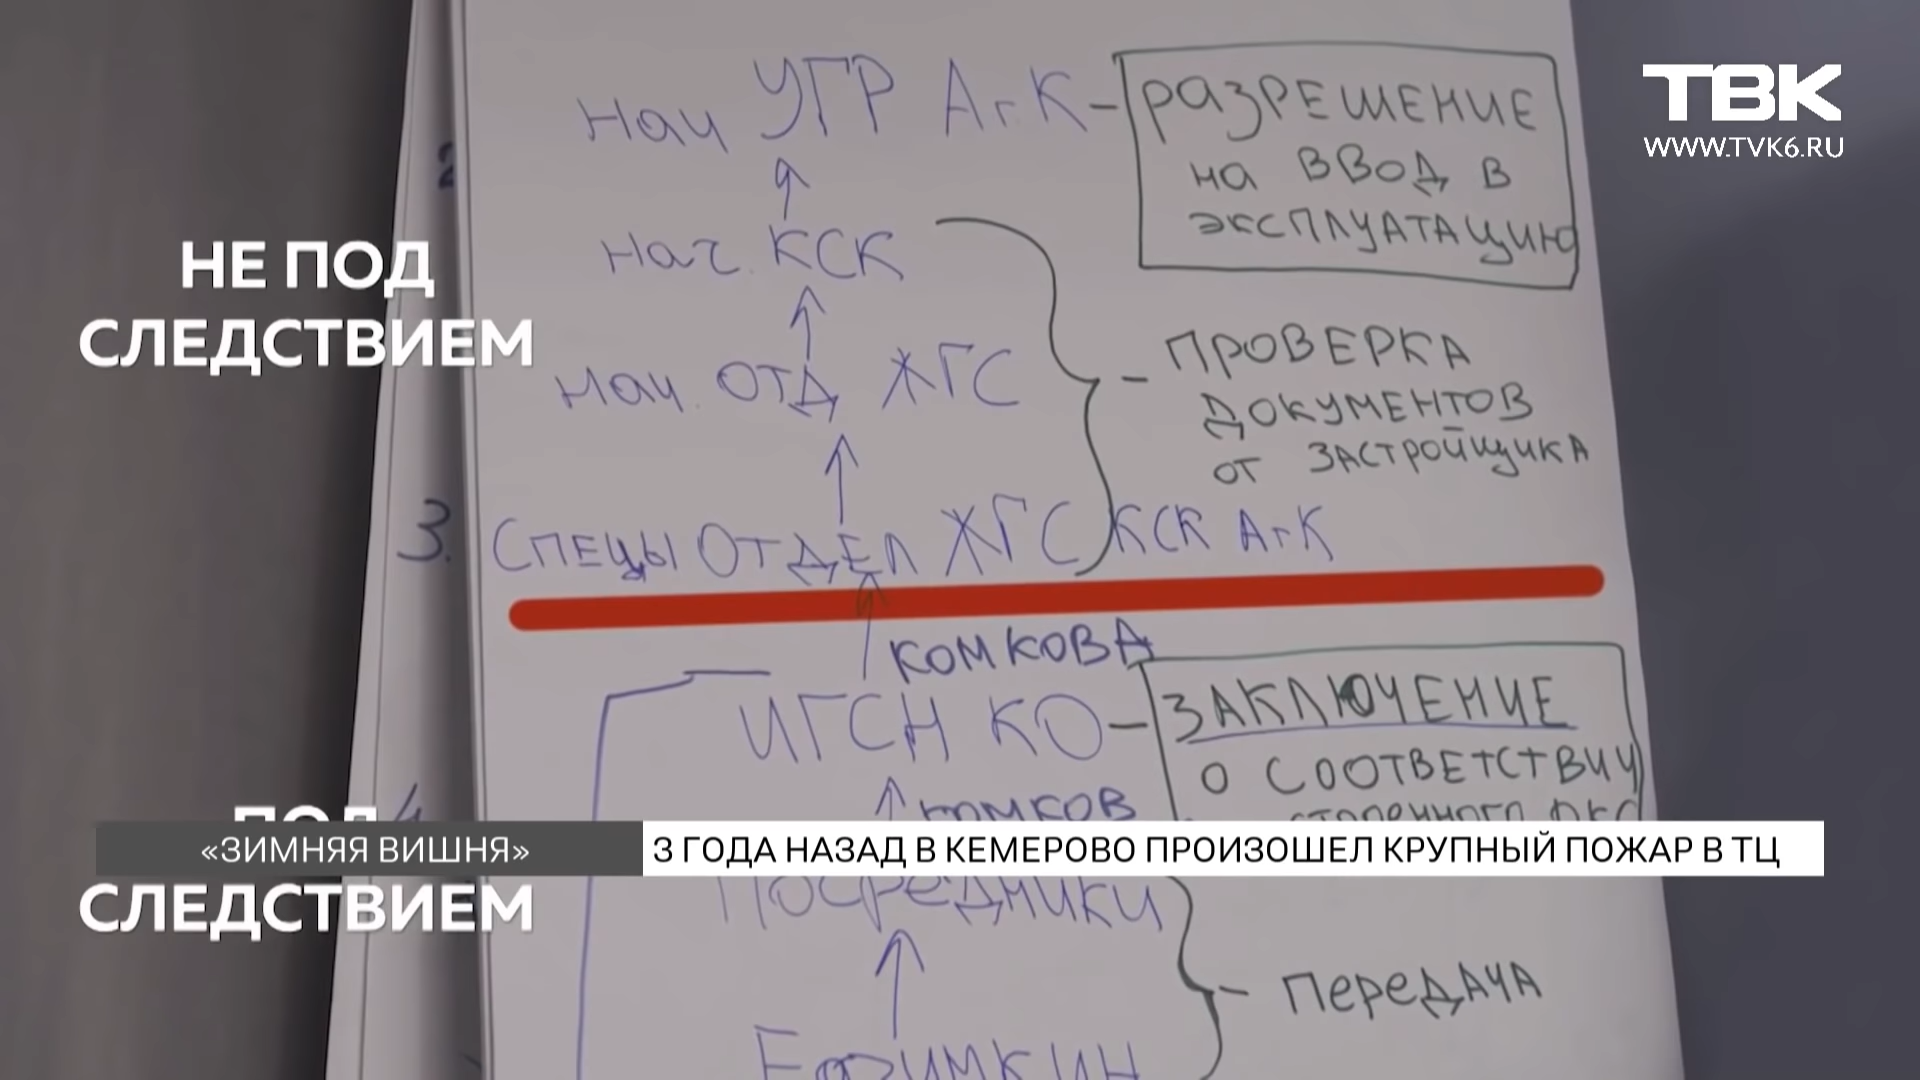 ТВК
WWW.TVK6.RU
Нач УГР АгК – РАЗРЕШЕНИЕ
на ВВОД В
ЭКСПЛУАТАЦИЮ
2
НЕ ПОД
СЛЕДСТВИЕМ
нач. КСК
нач. ОТД ЖГС
– ПРОВЕРКА
ДОКУМЕНТОВ
ОТ ЗАСТРОЙЩИКА
3. СПЕЦЫ ОТДЕЛ ЖГС КСК АгК
КОМКОВА
ИГСН КО – ЗАКЛЮЧЕНИЕ
О СООТВЕТСТВИИ
КОМКОВ
ПОД
СЛЕДСТВИЕМ
«ЗИМНЯЯ ВИШНЯ»
3 ГОДА НАЗАД В КЕМЕРОВО ПРОИЗОШЕЛ КРУПНЫЙ ПОЖАР В ТЦ
Посредники
– ПЕРЕДАЧА